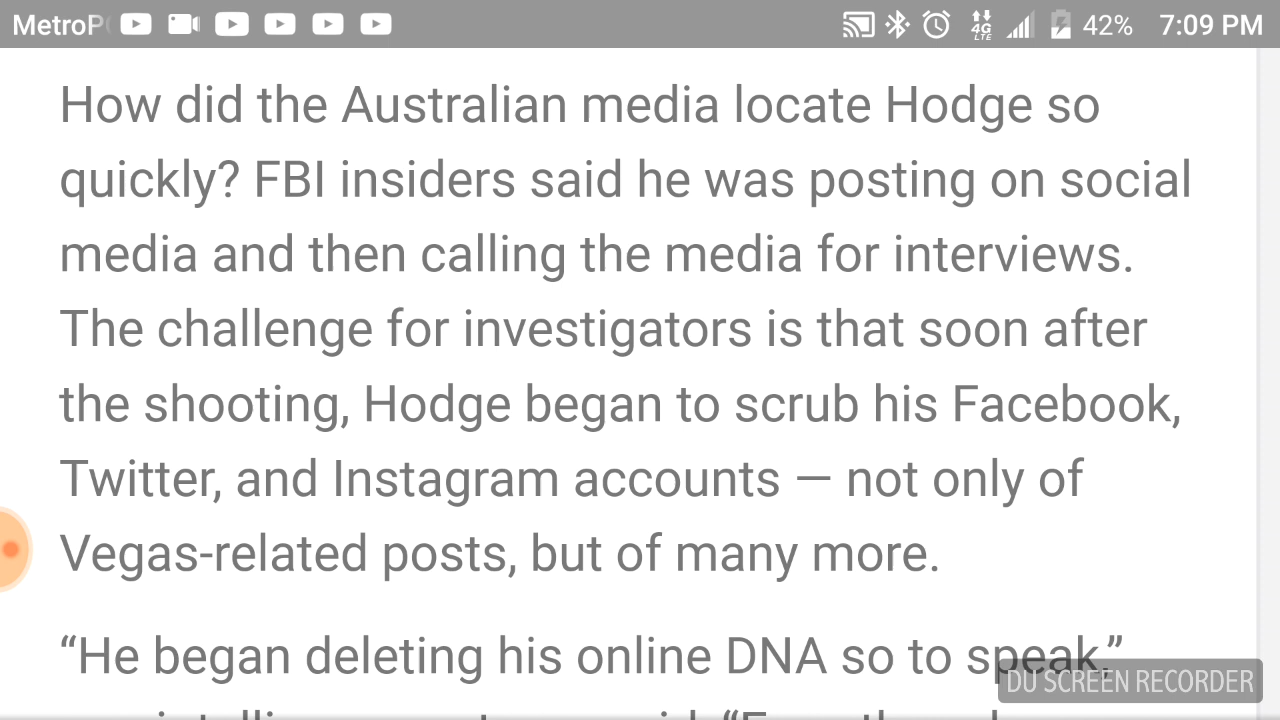 MetroP
4G LTE 42% 7:09 PM
How did the Australian media locate Hodge so
quickly? FBI insiders said he was posting on social
media and then calling the media for interviews.
The challenge for investigators is that soon after
the shooting, Hodge began to scrub his Facebook,
Twitter, and Instagram accounts — not only of
Vegas-related posts, but of many more.
“He began deleting his online DNA so to speak,”
DU SCREEN RECORDER